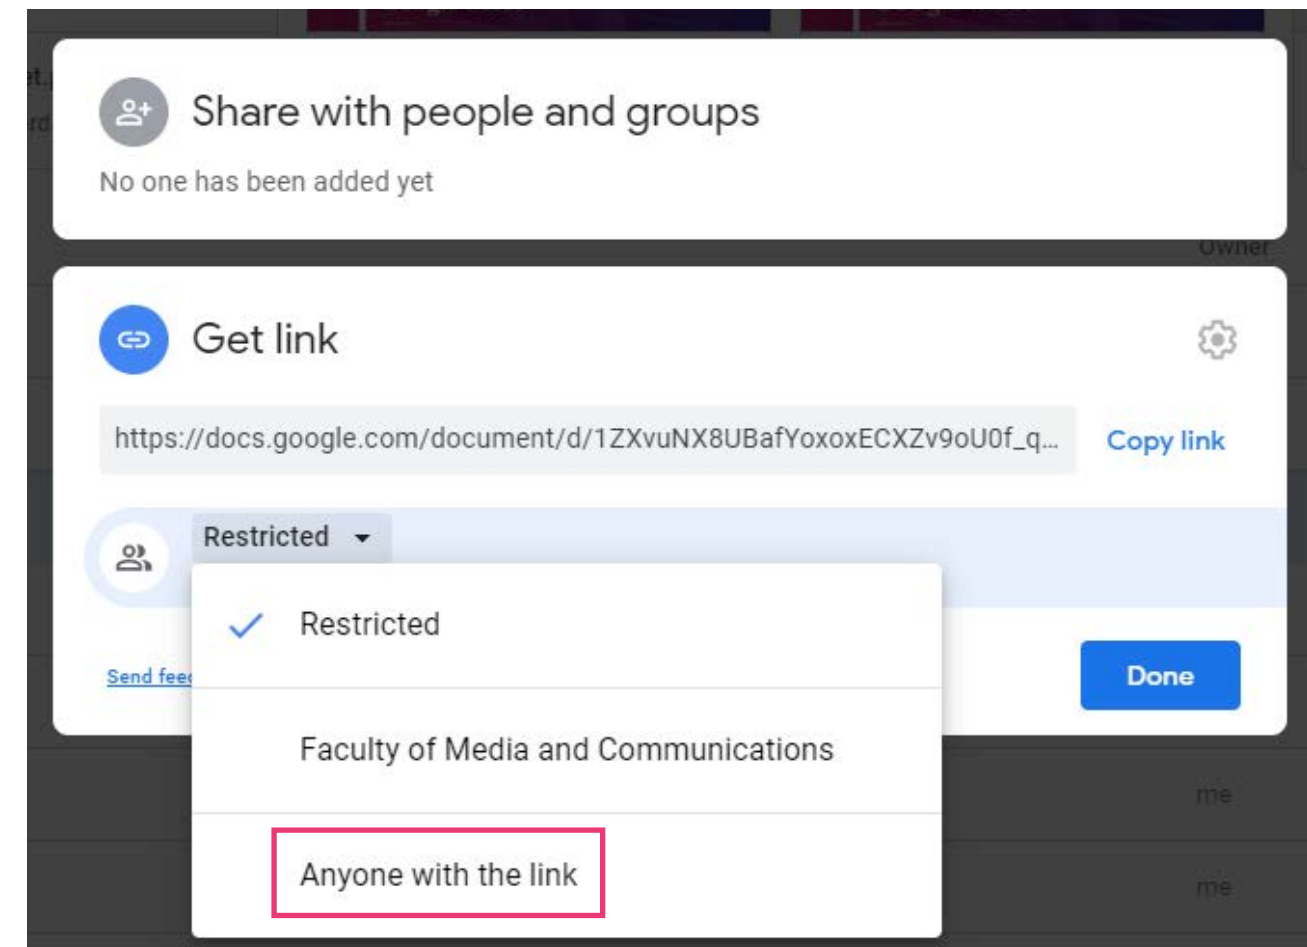 Share with people and groups
No one has been added yet
Owner
Get link
https://docs.google.com/document/d/1ZXvuNX8UBafYoxoxECXZv9oU0f_q...
Copy link
Restricted
Restricted
Send feed
Done
Faculty of Media and Communications
me
Anyone with the link
me